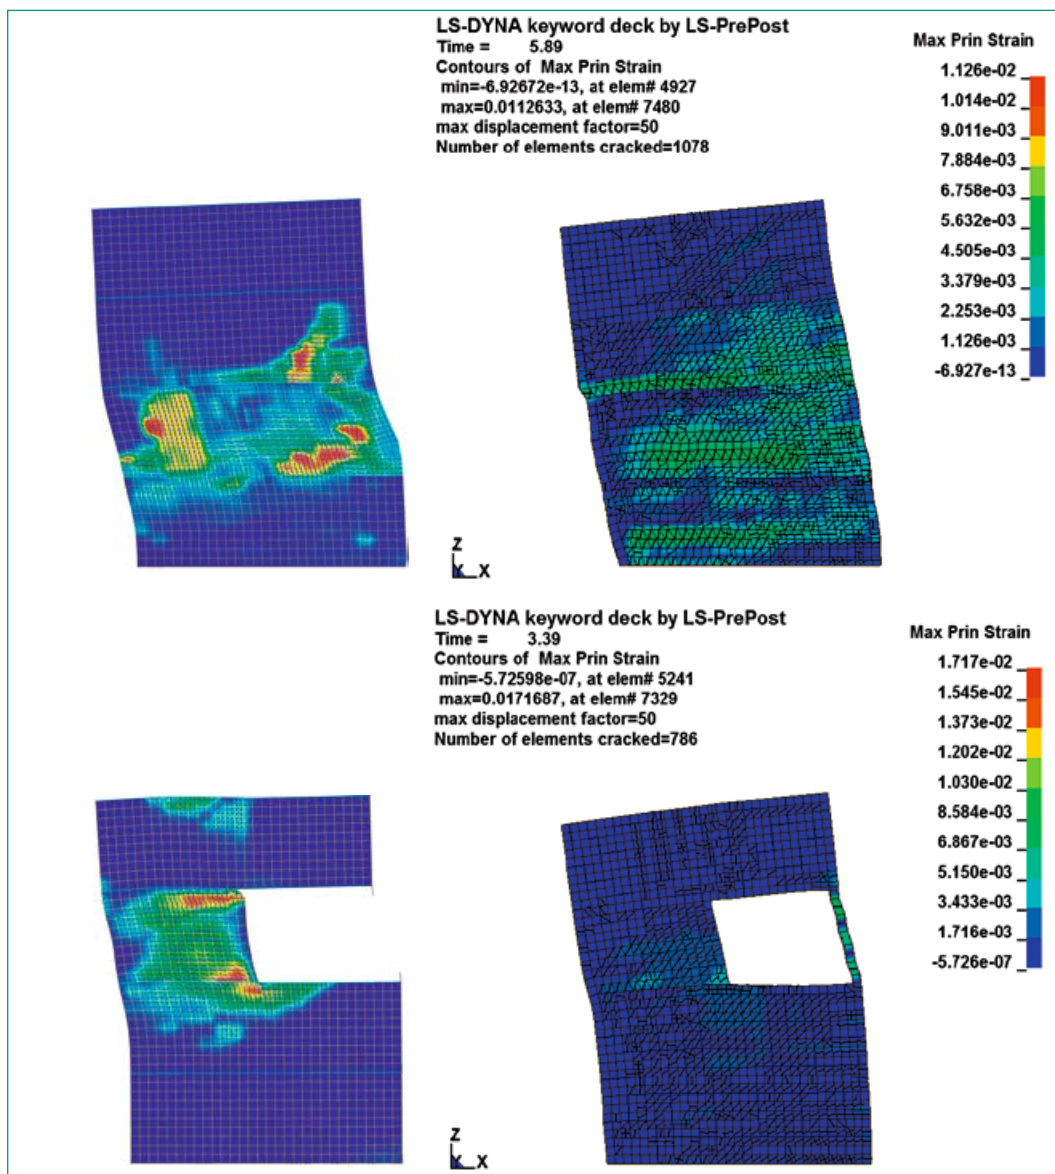 LS-DYNA keyword deck by LS-PrePost
Time = 5.89
Contours of Max Prin Strain
min=-6.92672e-13, at elem# 4927
max=0.0112633, at elem# 7480
max displacement factor=50
Number of elements cracked=1078
Max Prin Strain
1.126e-02
1.014e-02
9.011e-03
7.884e-03
6.758e-03
5.632e-03
4.505e-03
3.379e-03
2.253e-03
1.126e-03
-6.927e-13
Z
Y X
LS-DYNA keyword deck by LS-PrePost
Time = 3.39
Contours of Max Prin Strain
min=-5.72598e-07, at elem# 5241
max=0.0171687, at elem# 7329
max displacement factor=50
Number of elements cracked=786
Max Prin Strain
1.717e-02
1.545e-02
1.373e-02
1.202e-02
1.030e-02
8.584e-03
6.867e-03
5.150e-03
3.433e-03
1.716e-03
-5.726e-07
Z
Y X